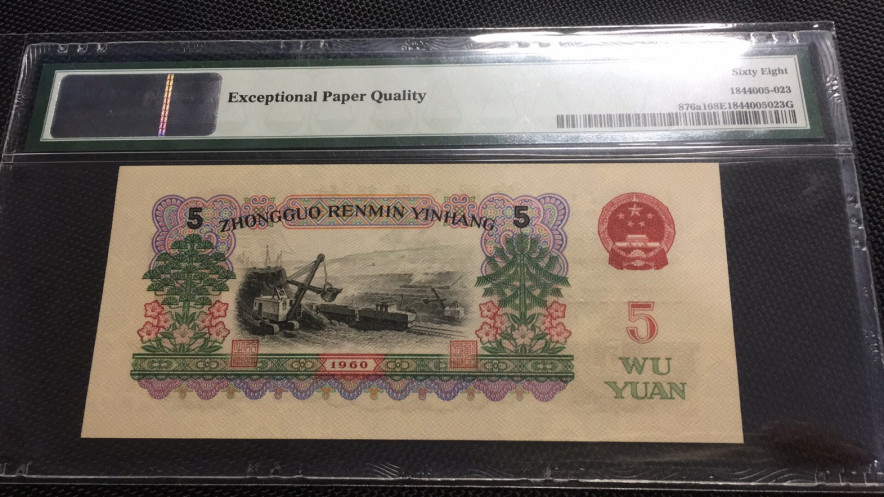 Exceptional Paper Quality
Sixty Eight
1844005-023
876a168E1844005023G
5 ZHONGGUO RENMIN YINHANG 5
5
WU
YUAN
1960